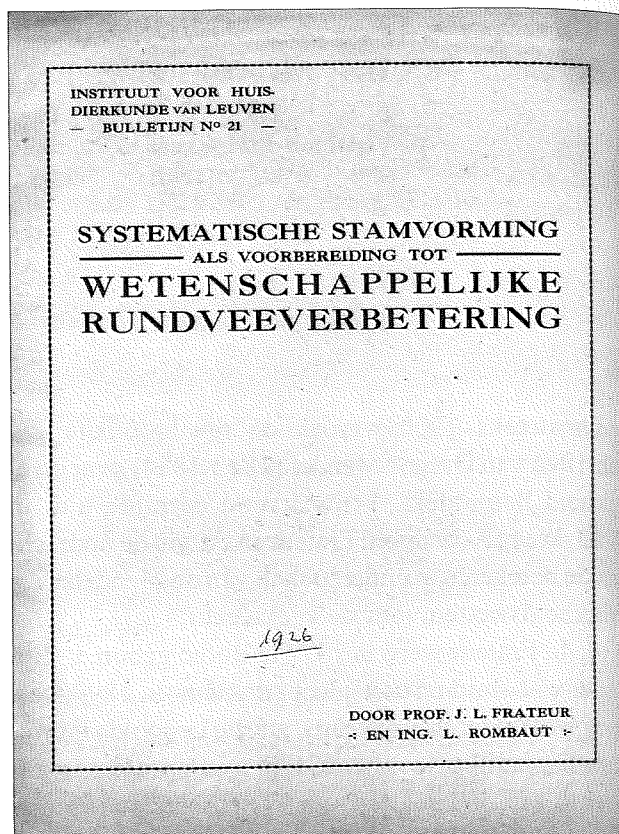 INSTITUUT VOOR HUIS-
DIERKUNDE VAN LEUVEN
— BULLETIJN Nº 21 —
SYSTEMATISCHE STAMVORMING
ALS VOORBEREIDING TOT
WETENSCHAPPELIJKE
RUNDVEEVERBETERING
1926
DOOR PROF. J. L. FRATEUR
-: EN ING. L. ROMBAUT :-